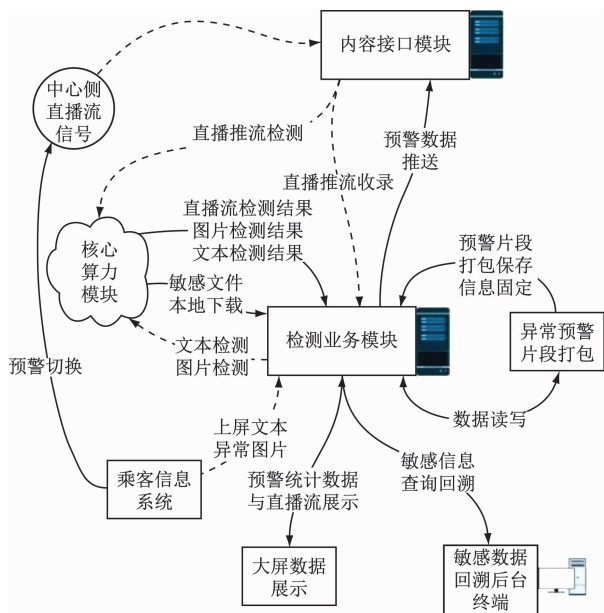 内容接口模块
中心侧
直播流
信号
直播推流检测
预警数据
推送
直播推流收录
直播流检测结果
图片检测结果
文本检测结果
预警片段
打包保存
信息固定
核心
算力
模块
敏感文件
本地下载
检测业务模块
异常预警
片段打包
文本检测
图片检测
预警切换
数据读写
上屏文本
异常图片
敏感信息
查询回溯
乘客信息
系统
预警统计数据
与直播流展示
大屏数据
展示
敏感数据
回溯后台
终端